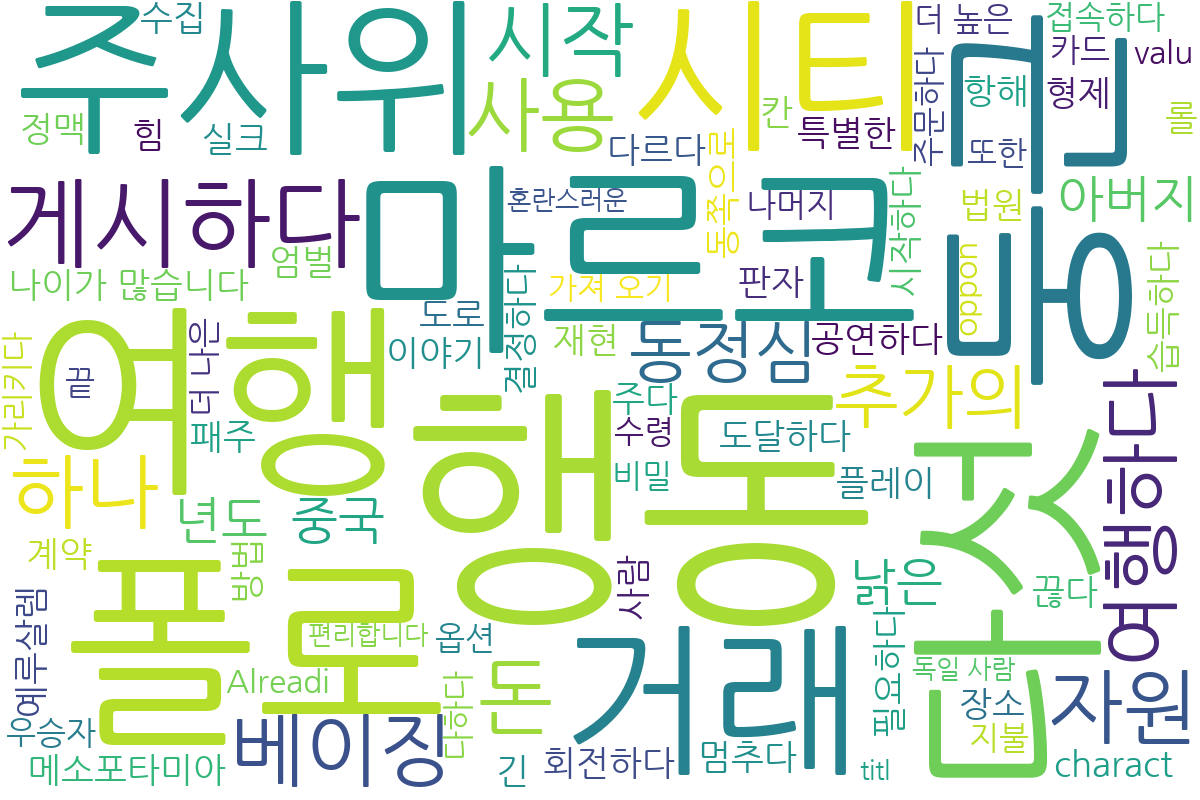 주사위
수집
시작
시티
더 높은
접속하다
카드
valu
정맥
힘
실크
사용
칸
특별한
주문하다
항해
형제
롤
다르다
동쪽으로
또한
둥근
게시하다
마르코
혼란스러운
나머지
시작하다
법원
아버지
엄벌
나이가 많습니다
결정하다
가져 오기
판자
oppon
습득하다
도로
여행
가리키다
끝
더 나은
이야기
재현
동정심
공연하다
패주
행동
주다
수령
비밀
도달하다
추가의
플레이
다섯
여행하다
하나
년도
중국
계약
방법
사람
낡은
끊다
예루살렘
폴로
편리합니다
옵션
거래
필요하다
독일 사람
Alreadi
다하다
돈
장소
자원
우승자
베이징
지불
메소포타미아
긴
회전하다
멈추다
titl
charact